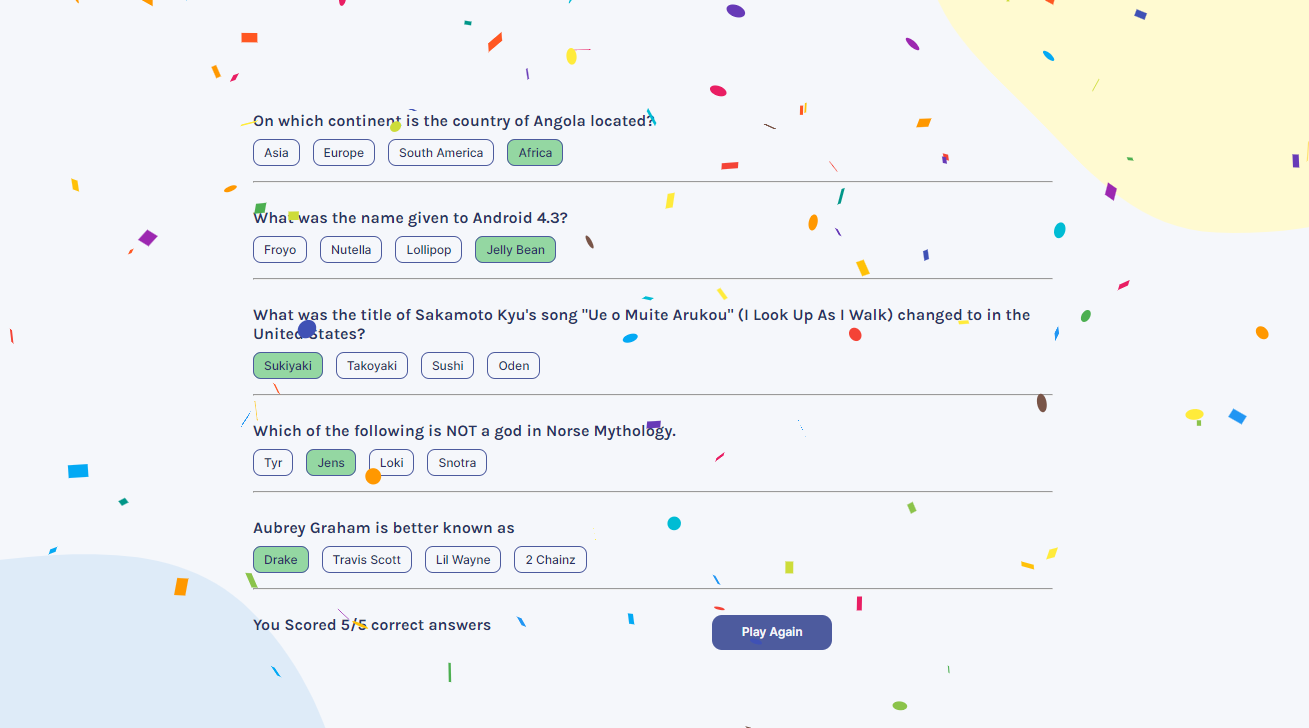 On which continent is the country of Angola located?
Asia Europe South America Africa
What was the name given to Android 4.3?
Froyo Nutella Lollipop Jelly Bean
What was the title of Sakamoto Kyu's song "Ue o Muite Arukou" (I Look Up As I Walk) changed to in the
United States?
Sukiyaki Takoyaki Sushi Oden
Which of the following is NOT a god in Norse Mythology.
Tyr Jens Loki Snotra
Aubrey Graham is better known as
Drake Travis Scott Lil Wayne 2 Chainz
You Scored 5/5 correct answers
Play Again